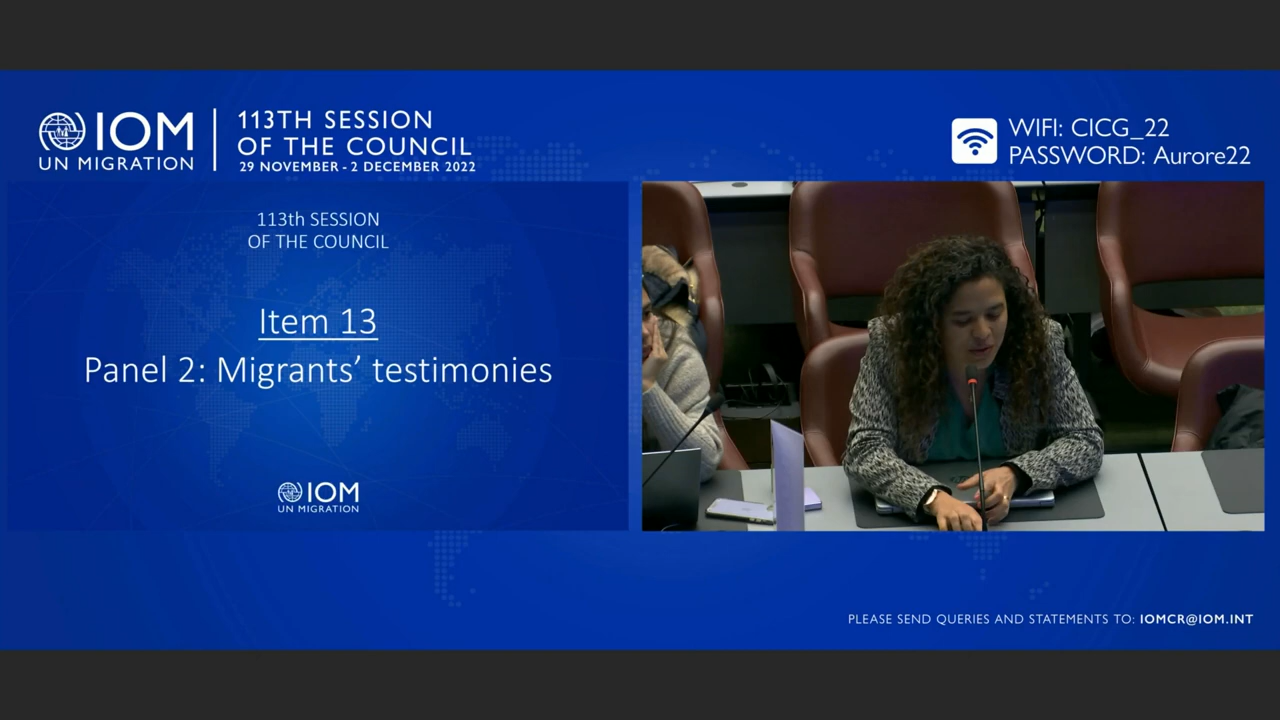 IOM
UN MIGRATION
113TH SESSION
OF THE COUNCIL
29 NOVEMBER - 2 DECEMBER 2022
WIFI: CICG_22
PASSWORD: Aurore22
113th SESSION
OF THE COUNCIL
Item 13
Panel 2: Migrants’ testimonies
IOM
UN MIGRATION
PLEASE SEND QUERIES AND STATEMENTS TO: IOMCR@IOM.INT